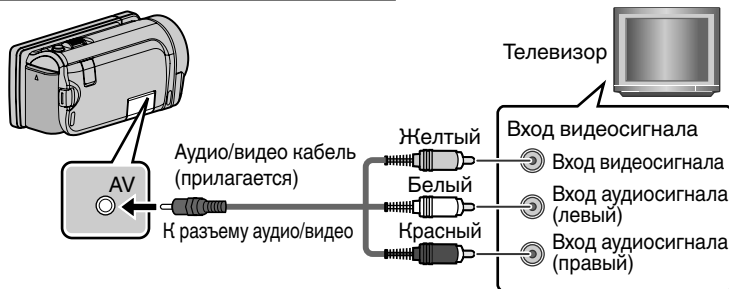 Телевизор
Вход видеосигнала
Желтый
Вход видеосигнала
Аудио/видео кабель
(прилагается)
AV
Белый
Вход аудиосигнала
(левый)
К разъему аудио/видео
Красный
Вход аудиосигнала
(правый)